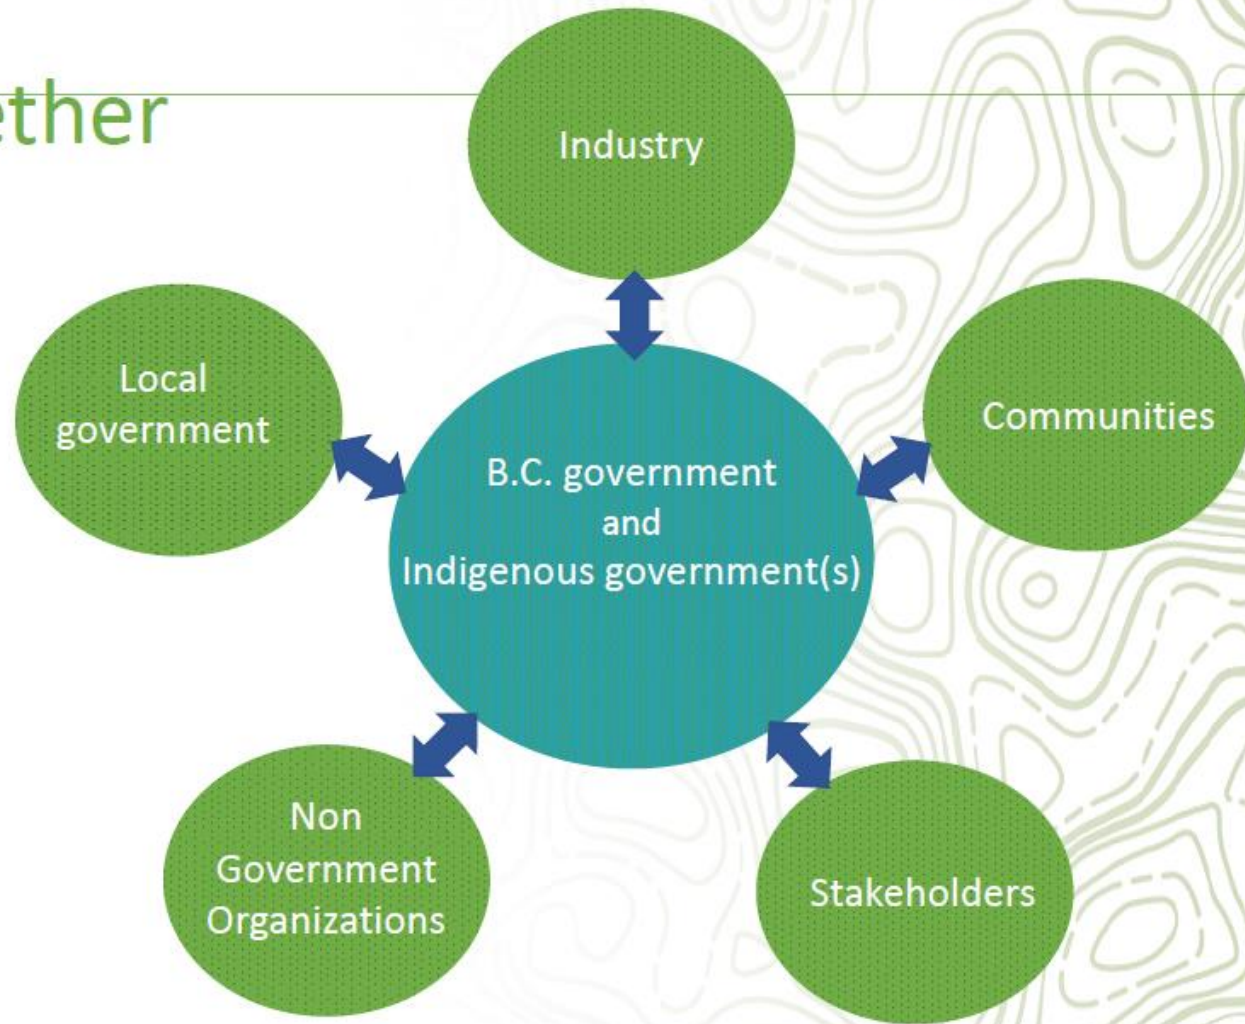 ether
Industry
Local
government
Communities
B.C. government
and
Indigenous government(s)
Non
Government
Organizations
Stakeholders